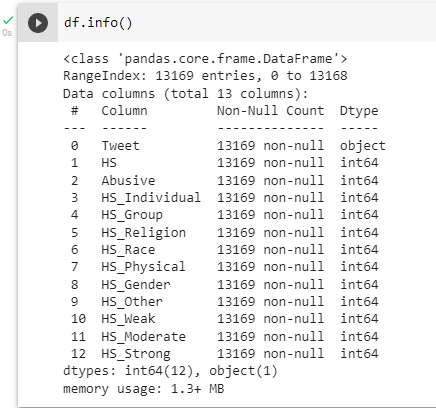 df.info()
0s
<class 'pandas.core.frame.DataFrame'>
RangeIndex: 13169 entries, 0 to 13168
Data columns (total 13 columns):
 #   Column         Non-Null Count  Dtype
---  ------         --------------  -----
 0   Tweet          13169 non-null  object
 1   HS             13169 non-null  int64
 2   Abusive        13169 non-null  int64
 3   HS_Individual  13169 non-null  int64
 4   HS_Group       13169 non-null  int64
 5   HS_Religion    13169 non-null  int64
 6   HS_Race        13169 non-null  int64
 7   HS_Physical    13169 non-null  int64
 8   HS_Gender      13169 non-null  int64
 9   HS_Other       13169 non-null  int64
 10  HS_Weak        13169 non-null  int64
 11  HS_Moderate    13169 non-null  int64
 12  HS_Strong      13169 non-null  int64
dtypes: int64(12), object(1)
memory usage: 1.3+ MB